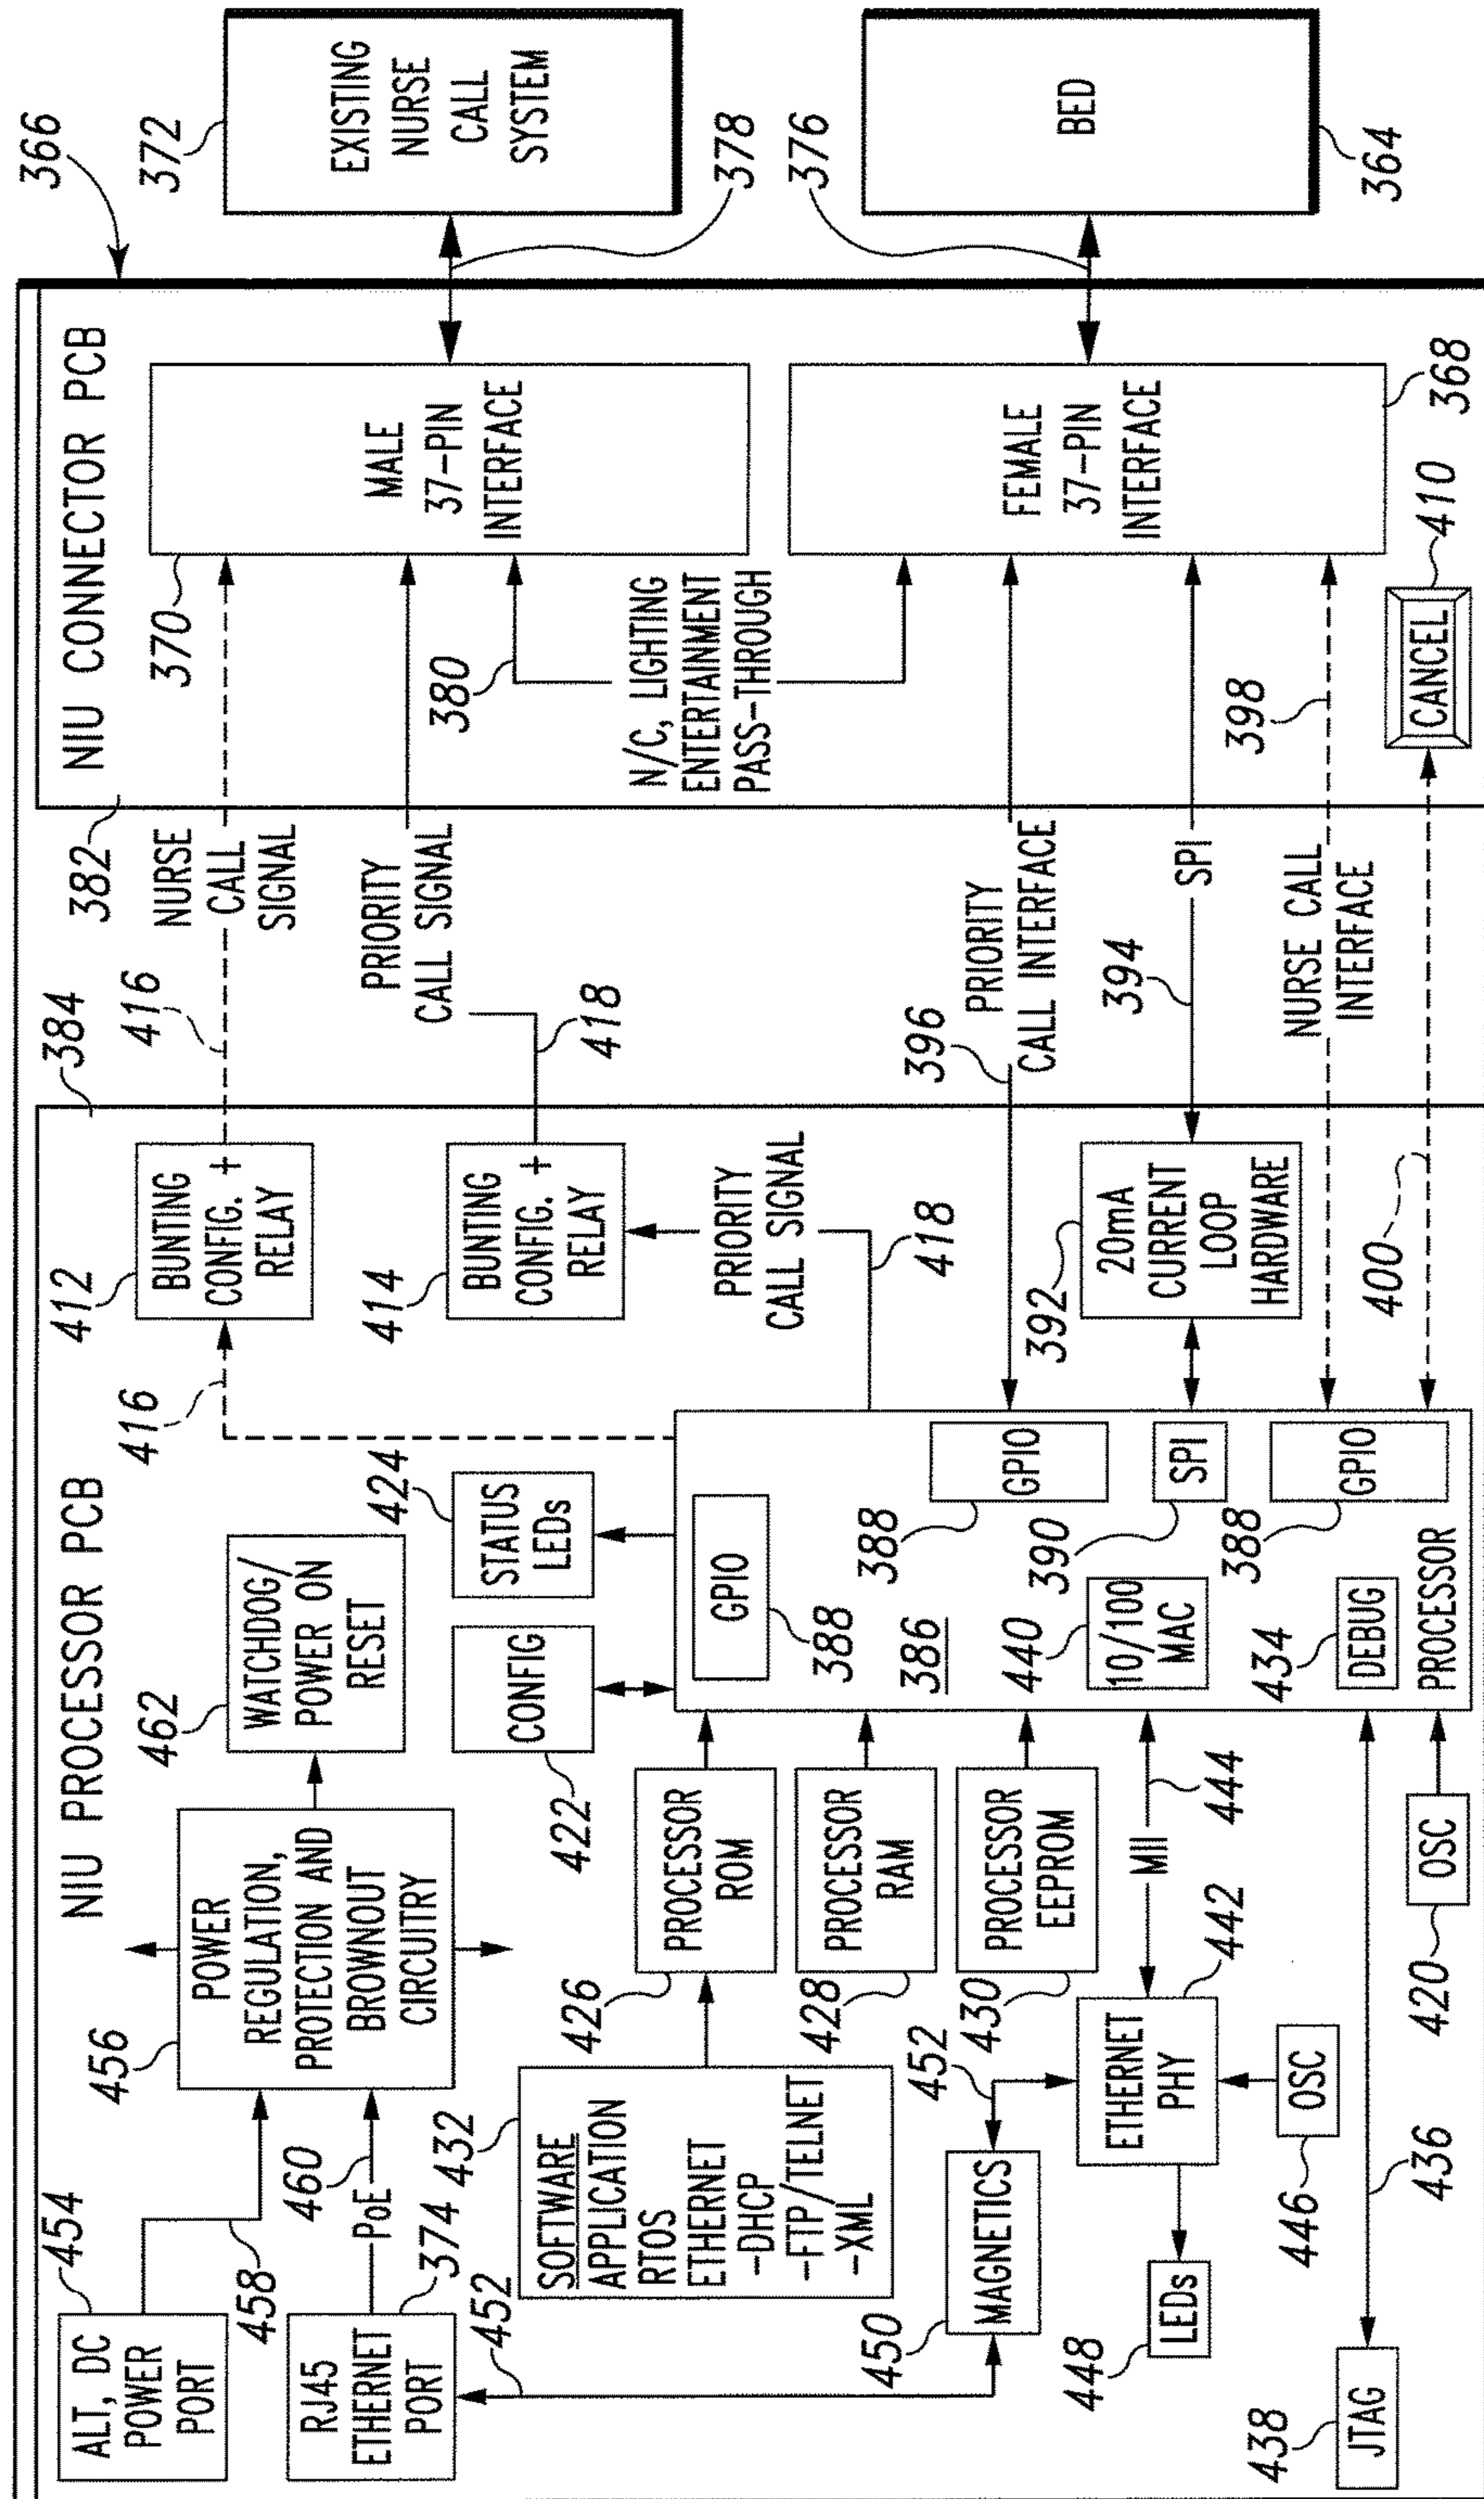 NIU PROCESSOR PCB
384
454
ALT, DC
POWER
PORT
458
RJ45
ETHERNET
PORT
374
PoE
460
452
456
POWER
REGULATION,
PROTECTION AND
BROWNOUT
CIRCUITRY
462
WATCHDOG/
POWER ON
RESET
416
412
BUNTING
CONFIG. +
RELAY
414
BUNTING
CONFIG. +
RELAY
PRIORITY
CALL SIGNAL
418
424
STATUS
LEDs
CONFIG
422
432
SOFTWARE
APPLICATION
RTOS
ETHERNET
-DHCP
-FTP/TELNET
-XML
426
PROCESSOR
ROM
428
PROCESSOR
RAM
430
PROCESSOR
EEPROM
GPIO
388
386
388
GPIO
390
SPI
388
GPIO
440
10/100
MAC
434
DEBUG
PROCESSOR
392
20mA
CURRENT
LOOP
HARDWARE
400
450
MAGNETICS
452
ETHERNET
PHY
442
MII
444
448
LEDs
446
OSC
420
OSC
438
JTAG
436
416
NURSE
CALL
SIGNAL
PRIORITY
CALL SIGNAL
418
396
PRIORITY
CALL INTERFACE
394
SPI
NURSE CALL
INTERFACE
382
NIU CONNECTOR PCB
366
370
MALE
37-PIN
INTERFACE
380
N/C, LIGHTING
ENTERTAINMENT
PASS-THROUGH
FEMALE
37-PIN
INTERFACE
368
398
CANCEL
410
372
EXISTING
NURSE
CALL
SYSTEM
378
376
BED
364